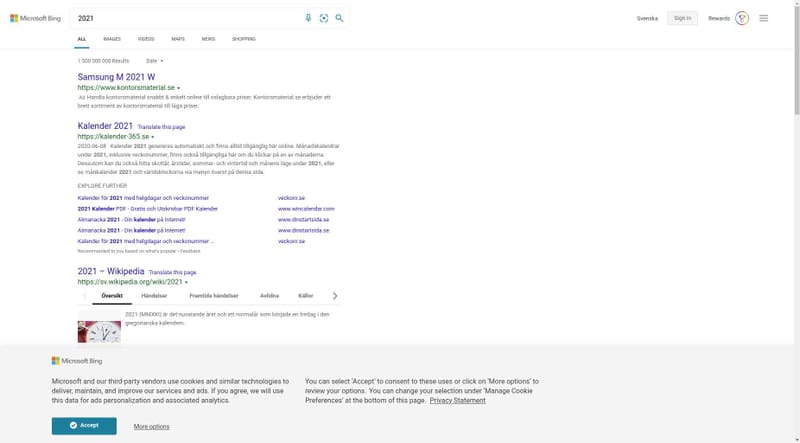 Microsoft Bing
2021
Svenska
Sign in
Rewards
ALL IMAGES VIDEOS MAPS NEWS SHOPPING
1 500 000 000 Results Date
Samsung M 2021 W
https://www.kontorsmaterial.se
Ad Handla kontorsmaterial snabbt & enkelt online till oslagbara priser. Kontorsmaterial.se erbjuder ett
brett sortiment av kontorsmaterial till låga priser.
Kalender 2021 Translate this page
https://kalender-365.se
2020-06-08 · Kalender 2021 genereras automatiskt och finns alltid tillgänglig här online. Månadskalendrar
under 2021, inklusive veckonummer, finns också tillgängliga här om du klickar på en av månaderna.
Dessutom kan du också hitta skottår, årstider, sommar- och vintertid och månens läge under 2021, eller
se månkalender 2021 och världsklockorna via menyn överst på denna sida.
EXPLORE FURTHER
Kalender för 2021 med helgdagar och veckonummer veckonr.se
2021 Kalender PDF - Gratis och Utskrivbar PDF Kalender www.wincalendar.com
Almanacka 2021 - Din kalender på Internet! www.dinstartsida.se
Almanacka 2021 - Din kalender på Internet! www.dinstartsida.se
Kalender för 2021 med helgdagar och veckonummer ... veckonr.se
Recommended to you based on what's popular • Feedback
2021 – Wikipedia Translate this page
https://sv.wikipedia.org/wiki/2021
Översikt Händelser Framtida händelser Avlidna Källor
2021 (MMXXI) är det nuvarande året och ett normalår som började en fredag i den
gregorianska kalendern.
Microsoft Bing
Microsoft and our third-party vendors use cookies and similar technologies to
deliver, maintain, and improve our services and ads. If you agree, we will use
this data for ads personalization and associated analytics.
You can select 'Accept' to consent to these uses or click on 'More options' to
review your options. You can change your selection under 'Manage Cookie
Preferences' at the bottom of this page. Privacy Statement
Accept
More options